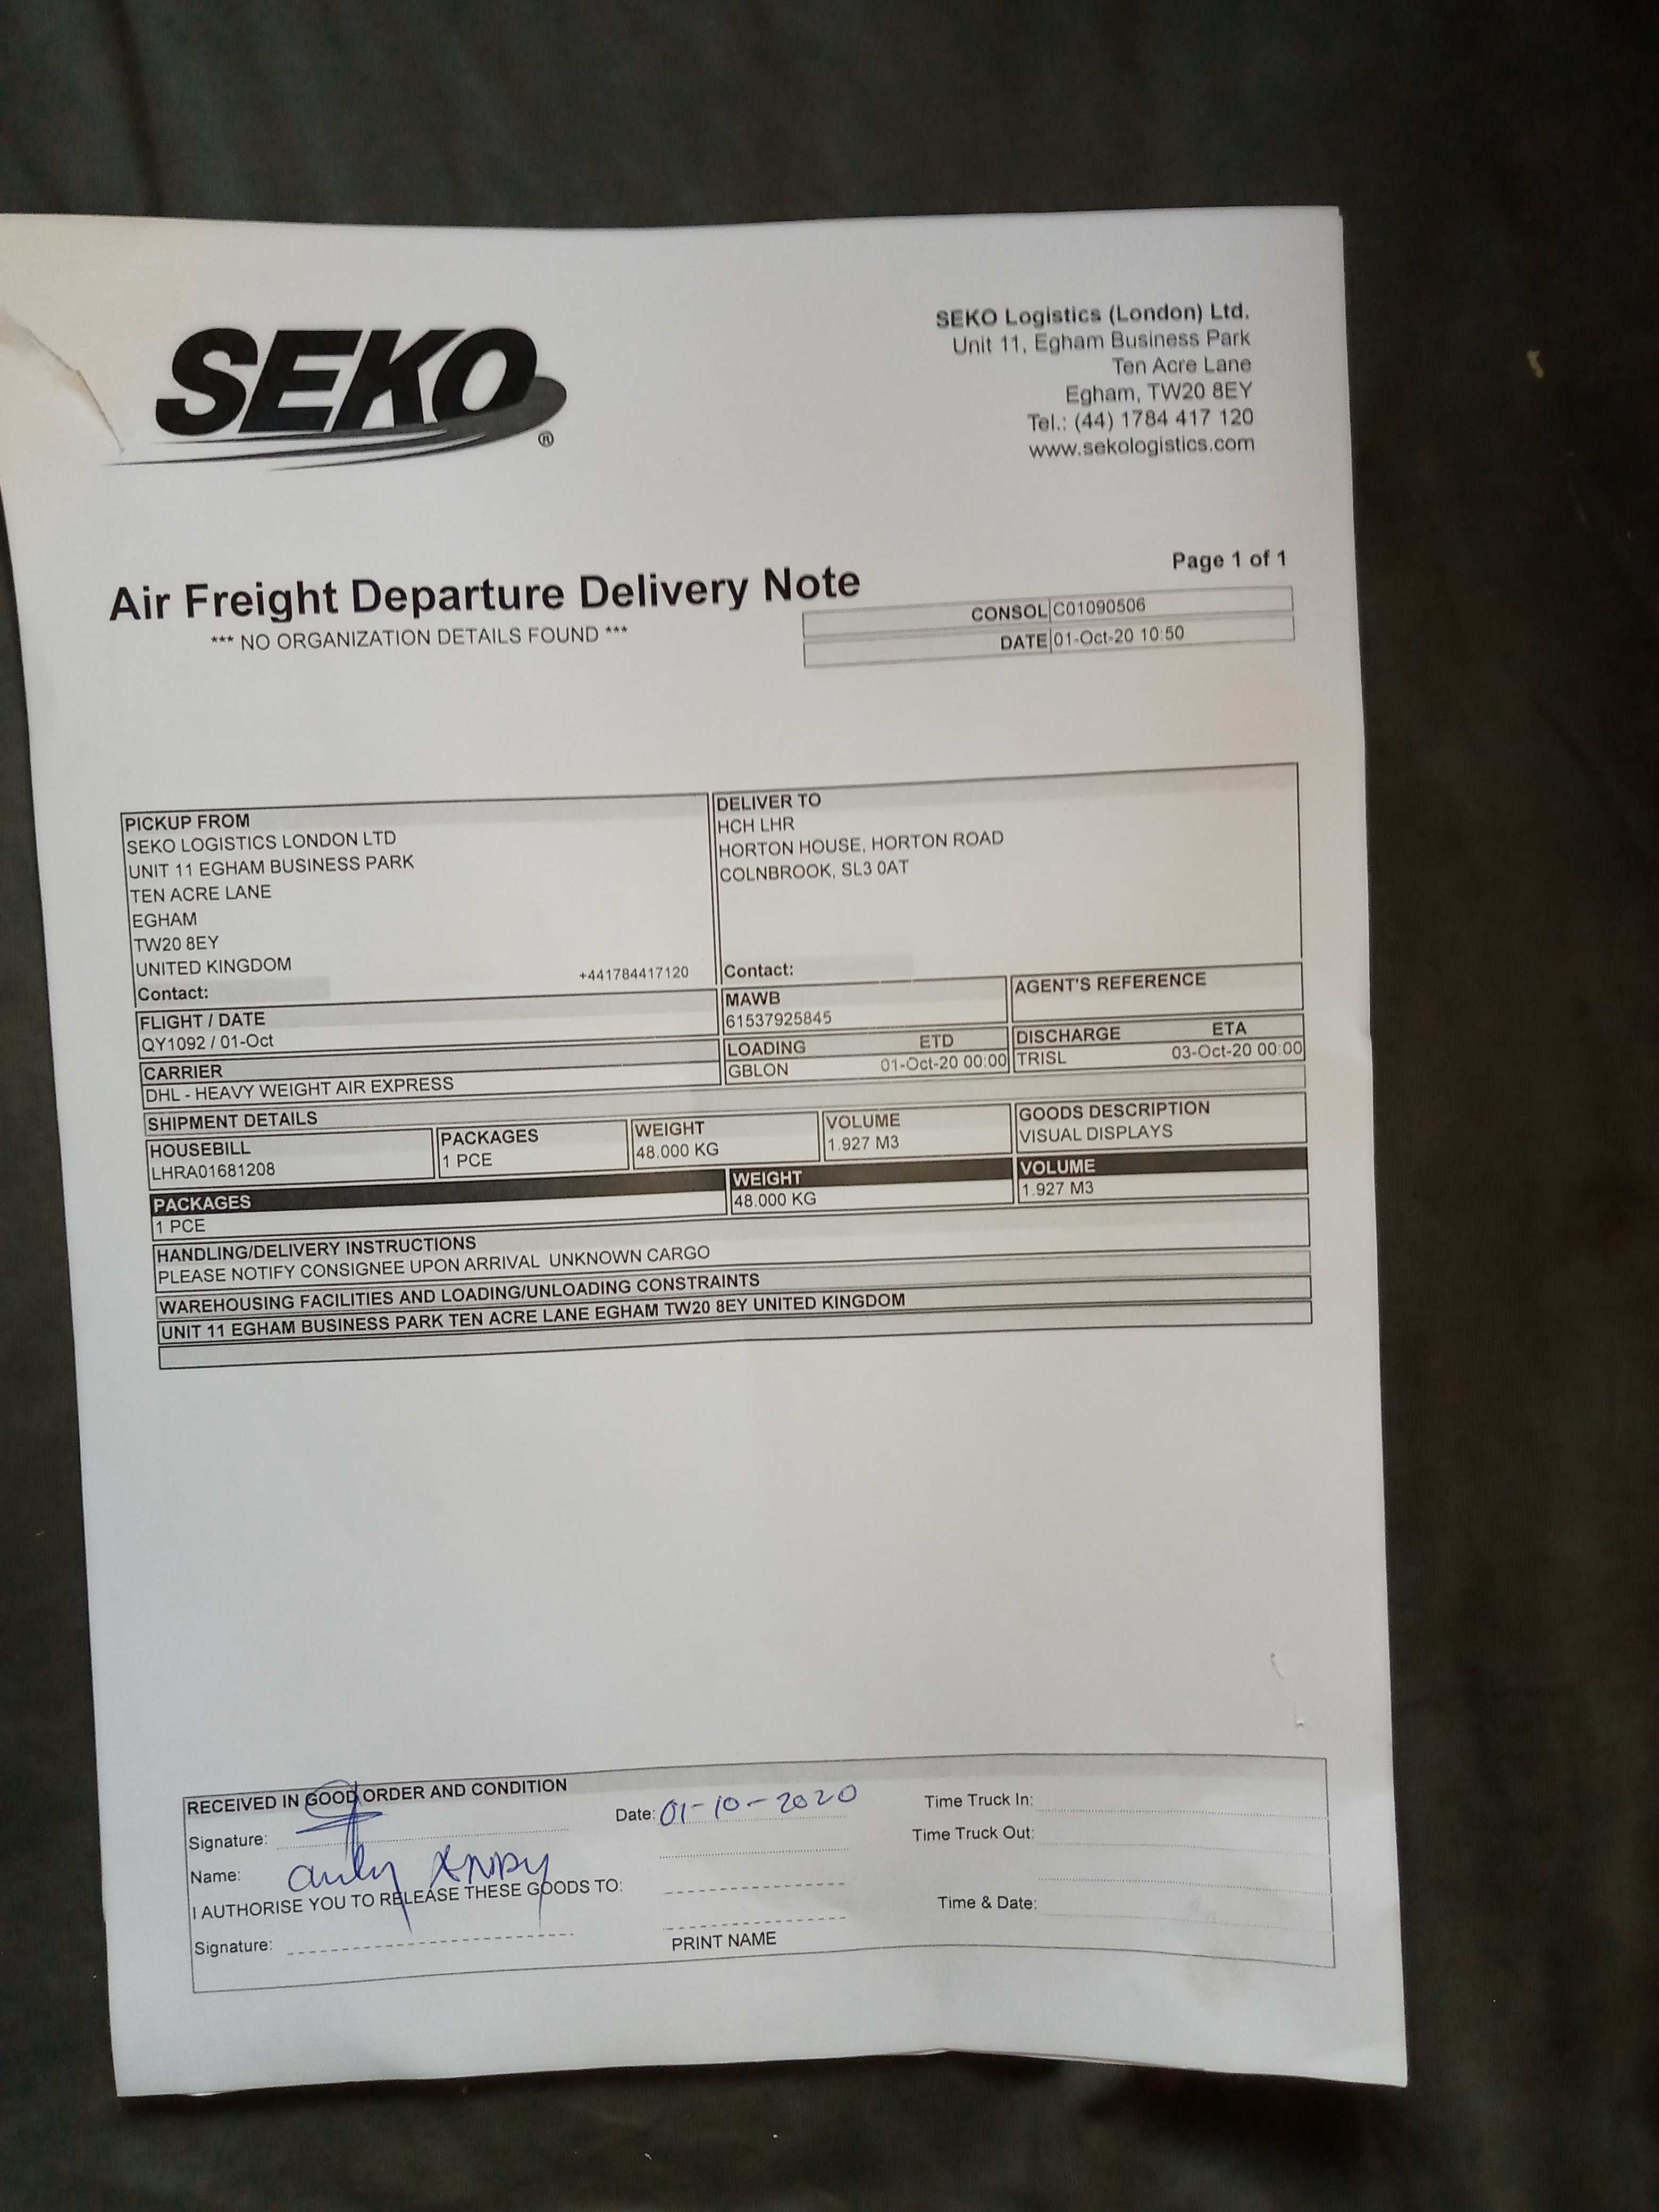 SEKO
®
SEKO Logistics (London) Ltd.
Unit 11, Egham Business Park
Ten Acre Lane
Egham, TW20 8EY
Tel.: (44) 1784 417 120
www.sekologistics.com
Page 1 of 1
Air Freight Departure Delivery Note
*** NO ORGANIZATION DETAILS FOUND ***
CONSOL C01090506
DATE 01-Oct-20 10:50
PICKUP FROM
SEKO LOGISTICS LONDON LTD
UNIT 11 EGHAM BUSINESS PARK
TEN ACRE LANE
EGHAM
TW20 8EY
UNITED KINGDOM
Contact: +441784417120
DELIVER TO
HCH LHR
HORTON HOUSE, HORTON ROAD
COLNBROOK, SL3 0AT
Contact:
FLIGHT / DATE
QY1092 / 01-Oct
MAWB
61537925845
AGENT'S REFERENCE
CARRIER
DHL - HEAVY WEIGHT AIR EXPRESS
LOADING ETD
GBLON 01-Oct-20 00:00
DISCHARGE ETA
TRISL 03-Oct-20 00:00
SHIPMENT DETAILS
HOUSEBILL PACKAGES WEIGHT VOLUME GOODS DESCRIPTION
LHRA01681208 1 PCE 48.000 KG 1.927 M3 VISUAL DISPLAYS
PACKAGES WEIGHT VOLUME
1 PCE 48.000 KG 1.927 M3
HANDLING/DELIVERY INSTRUCTIONS
PLEASE NOTIFY CONSIGNEE UPON ARRIVAL UNKNOWN CARGO
WAREHOUSING FACILITIES AND LOADING/UNLOADING CONSTRAINTS
UNIT 11 EGHAM BUSINESS PARK TEN ACRE LANE EGHAM TW20 8EY UNITED KINGDOM
RECEIVED IN GOOD ORDER AND CONDITION
Signature:
Date: 01-10-2020
Time Truck In:
Time Truck Out:
Name:
I AUTHORISE YOU TO RELEASE THESE GOODS TO:
Time & Date:
Signature:
PRINT NAME